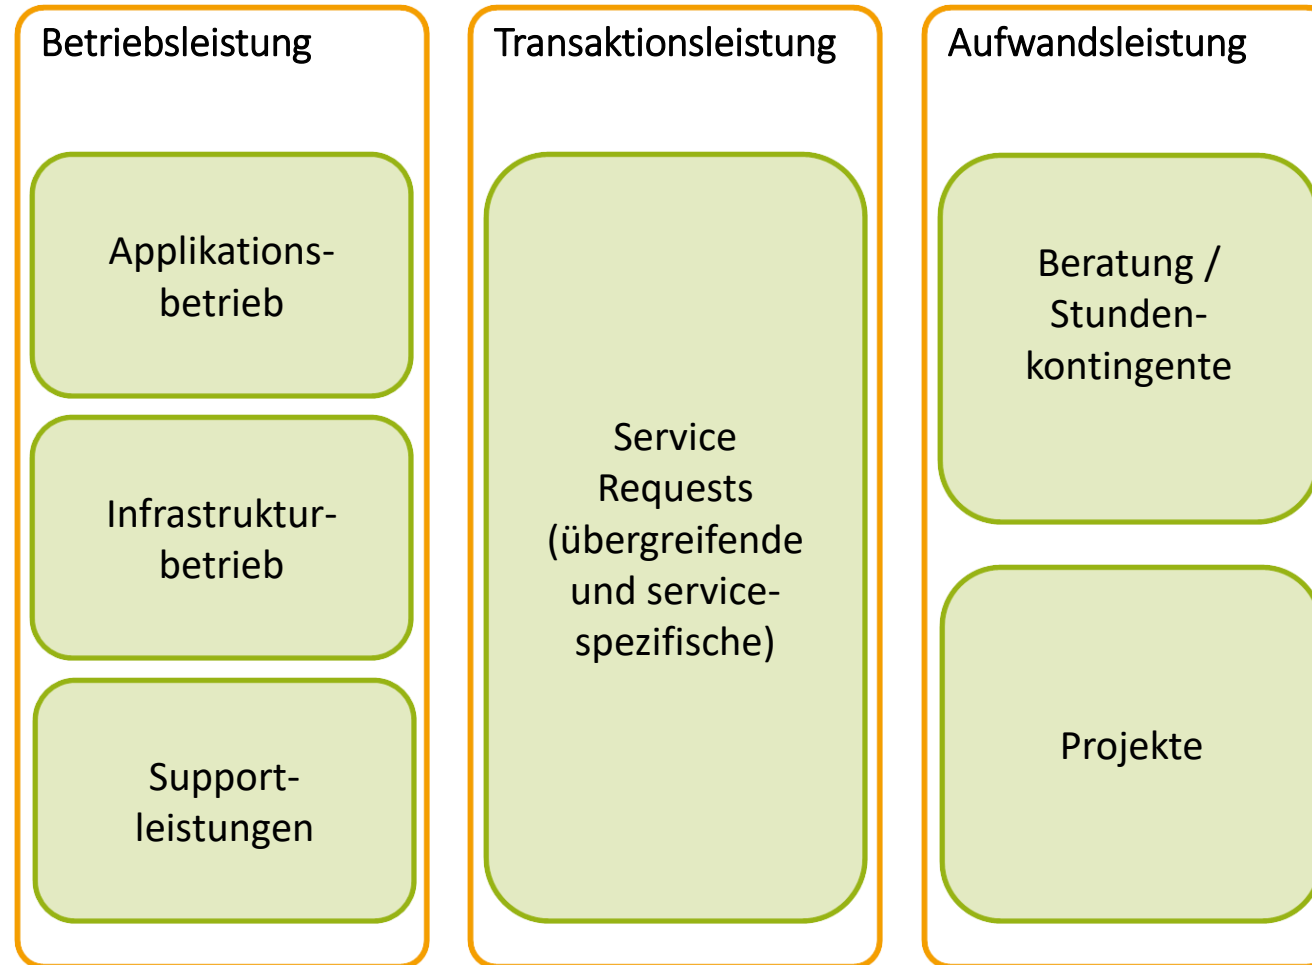 Betriebsleistung
Applikations-
betrieb
Infrastruktur-
betrieb
Support-
leistungen
Transaktionsleistung
Service
Requests
(übergreifende
und service-
spezifische)
Aufwandsleistung
Beratung /
Stunden-
kontingente
Projekte